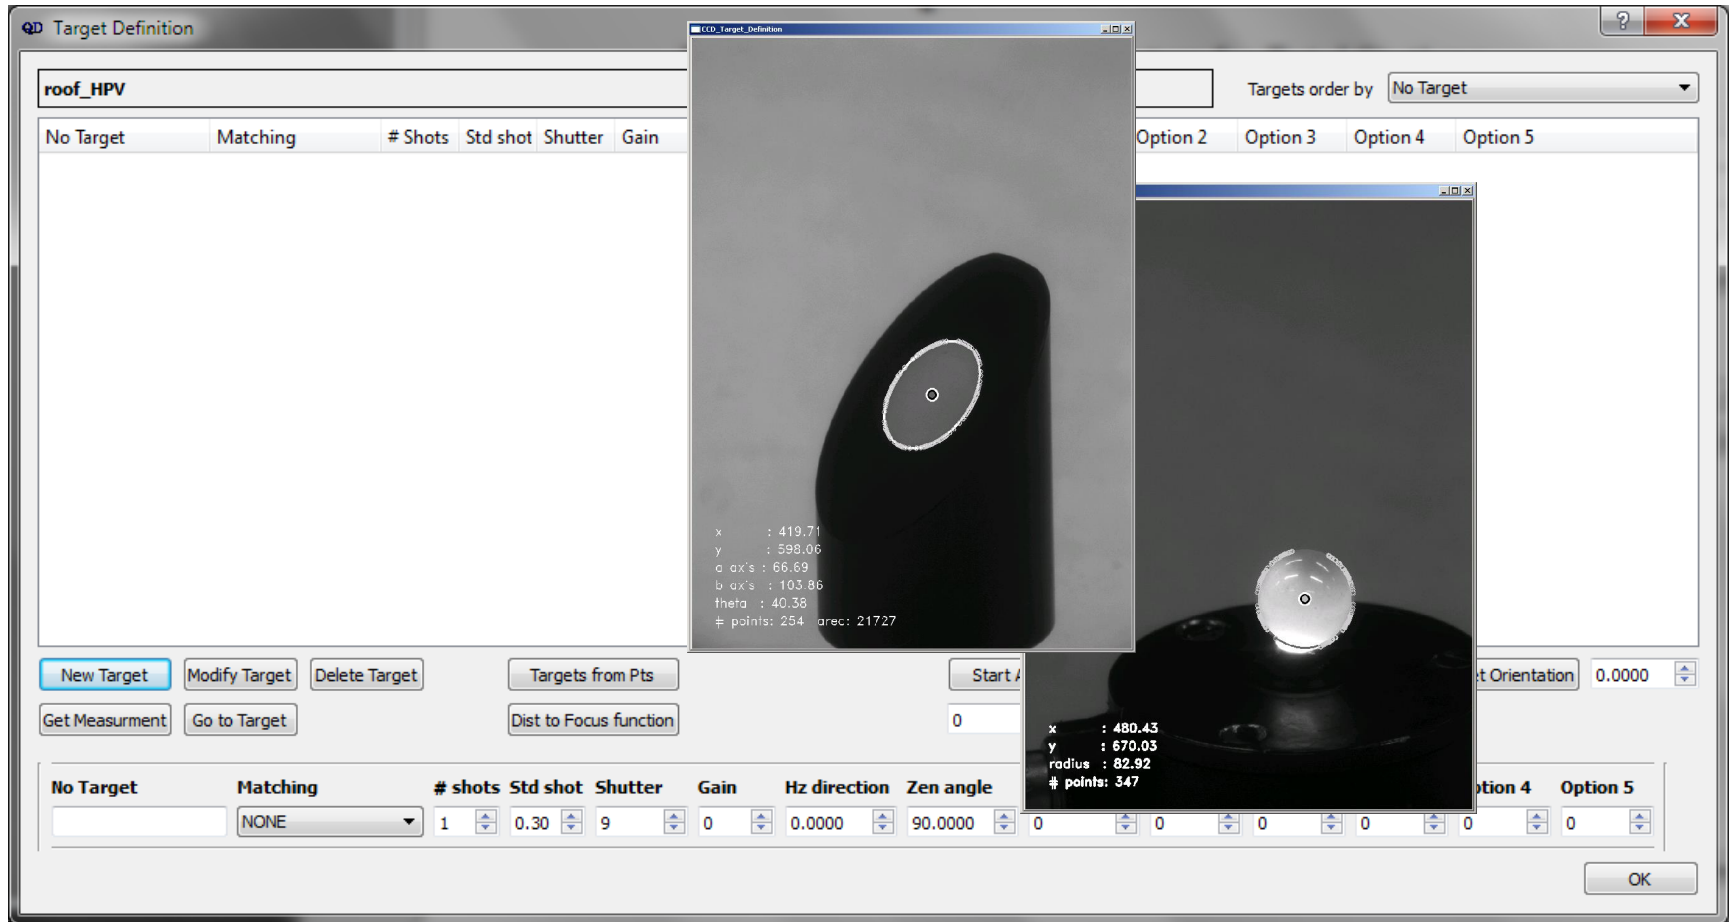 QD Target Definition
CCD_Target_Definition
roof_HPV
Targets order by No Target
No Target Matching # Shots Std shot Shutter Gain Option 2 Option 3 Option 4 Option 5
x : 419.71
y : 598.06
a ax's : 66.69
b ax's : 103.86
theta : 40.38
# points: 254 area: 21727
New Target Modify Target Delete Target Targets from Pts Start Orientation 0.0000
Get Measurment Go to Target Dist to Focus function 0
x : 480.43
y : 670.03
radius : 82.92
# points: 347
No Target Matching # shots Std shot Shutter Gain Hz direction Zen angle ption 4 Option 5
NONE 1 0.30 9 0 0.0000 90.0000 0 0 0 0 0 0
OK